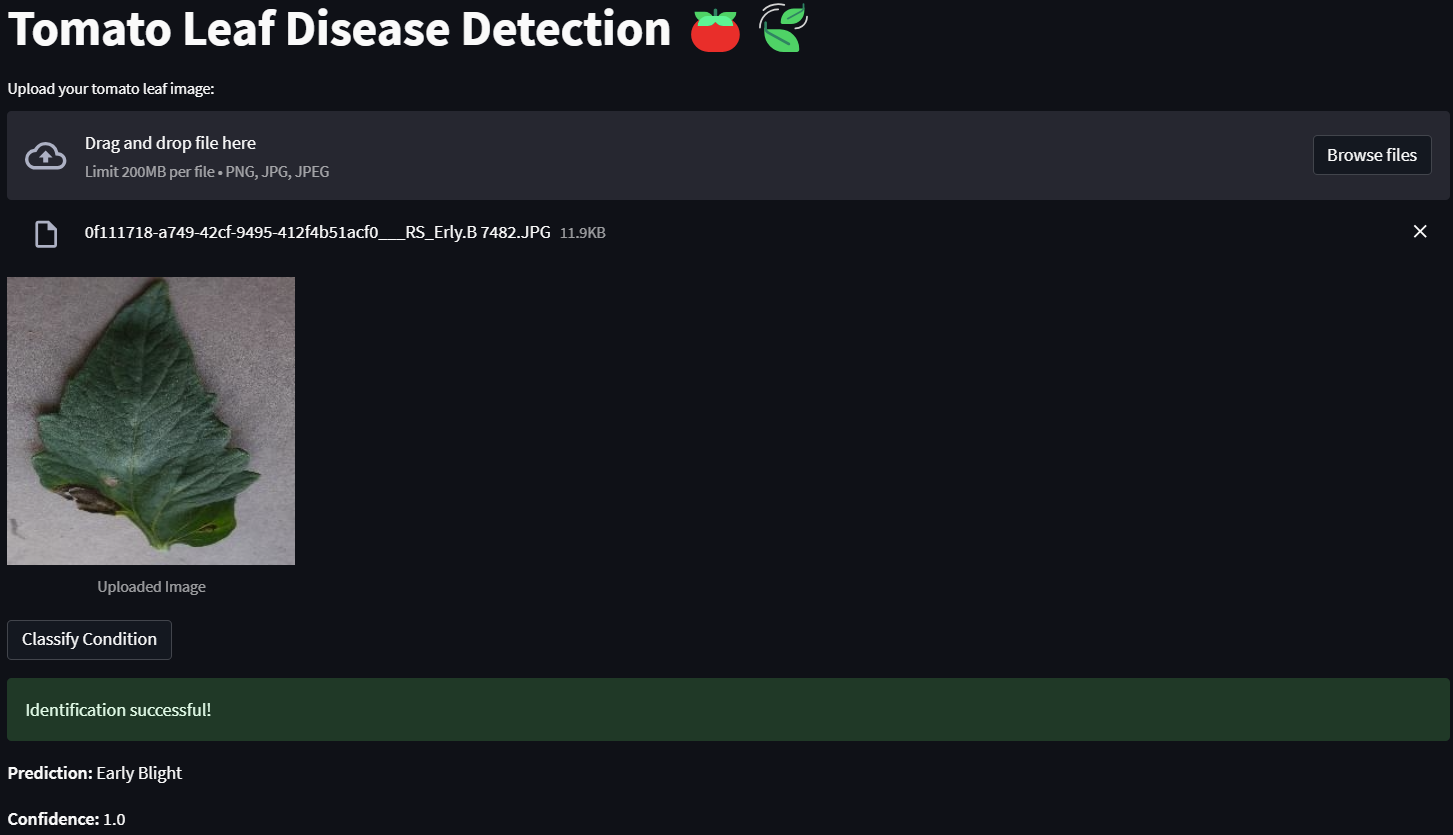 Tomato Leaf Disease Detection
Upload your tomato leaf image:
Drag and drop file here
Limit 200MB per file • PNG, JPG, JPEG
Browse files
0f111718-a749-42cf-9495-412f4b51acf0___RS_Erly.B 7482.JPG 11.9KB
Uploaded Image
Classify Condition
Identification successful!
Prediction: Early Blight
Confidence: 1.0